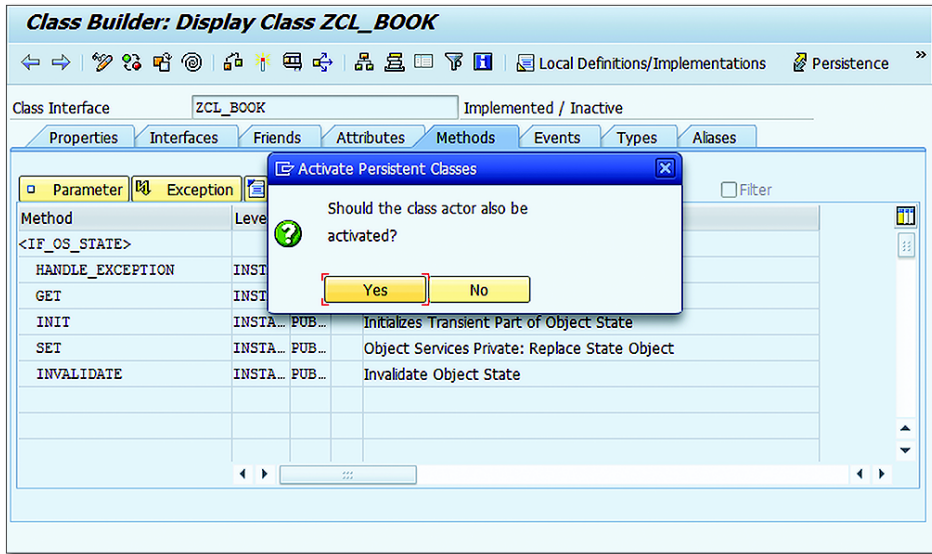 Class Builder: Display Class ZCL_BOOK
Local Definitions/Implementations Persistence »
Class Interface ZCL_BOOK Implemented / Inactive
Properties Interfaces Friends Attributes Methods Events Types Aliases
Activate Persistent Classes
Parameter Exception Filter
Should the class actor also be
activated?
Yes No
Method Leve
<IF_OS_STATE>
HANDLE_EXCEPTION INST
GET INST
INIT INSTA… PUB… Initializes Transient Part of Object State
SET INSTA… PUB… Object Services Private: Replace State Object
INVALIDATE INSTA… PUB… Invalidate Object State